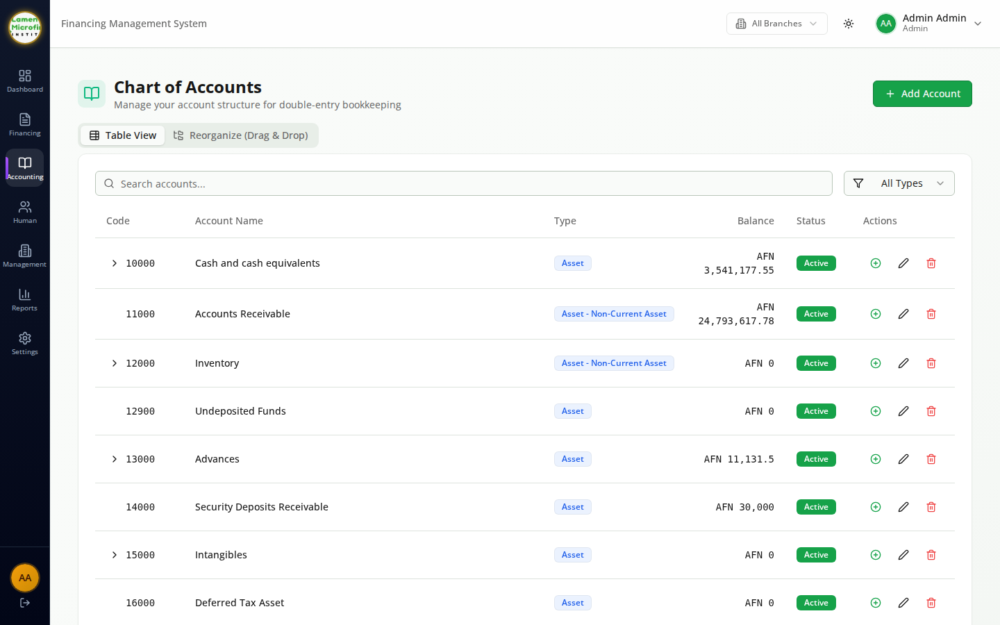 Lamen
Microfi
INSTIT
Financing Management System
All Branches
AA
Admin Admin
Admin
Dashboard
Financing
Accounting
Human
Management
Reports
Settings
AA
Chart of Accounts
Manage your account structure for double-entry bookkeeping
Add Account
Table View
Reorganize (Drag & Drop)
Search accounts...
All Types
Code Account Name Type Balance Status Actions
10000 Cash and cash equivalents Asset AFN 3,541,177.55 Active
11000 Accounts Receivable Asset - Non-Current Asset AFN 24,793,617.78 Active
12000 Inventory Asset - Non-Current Asset AFN 0 Active
12900 Undeposited Funds Asset AFN 0 Active
13000 Advances Asset AFN 11,131.5 Active
14000 Security Deposits Receivable Asset AFN 30,000 Active
15000 Intangibles Asset AFN 0 Active
16000 Deferred Tax Asset Asset AFN 0 Active